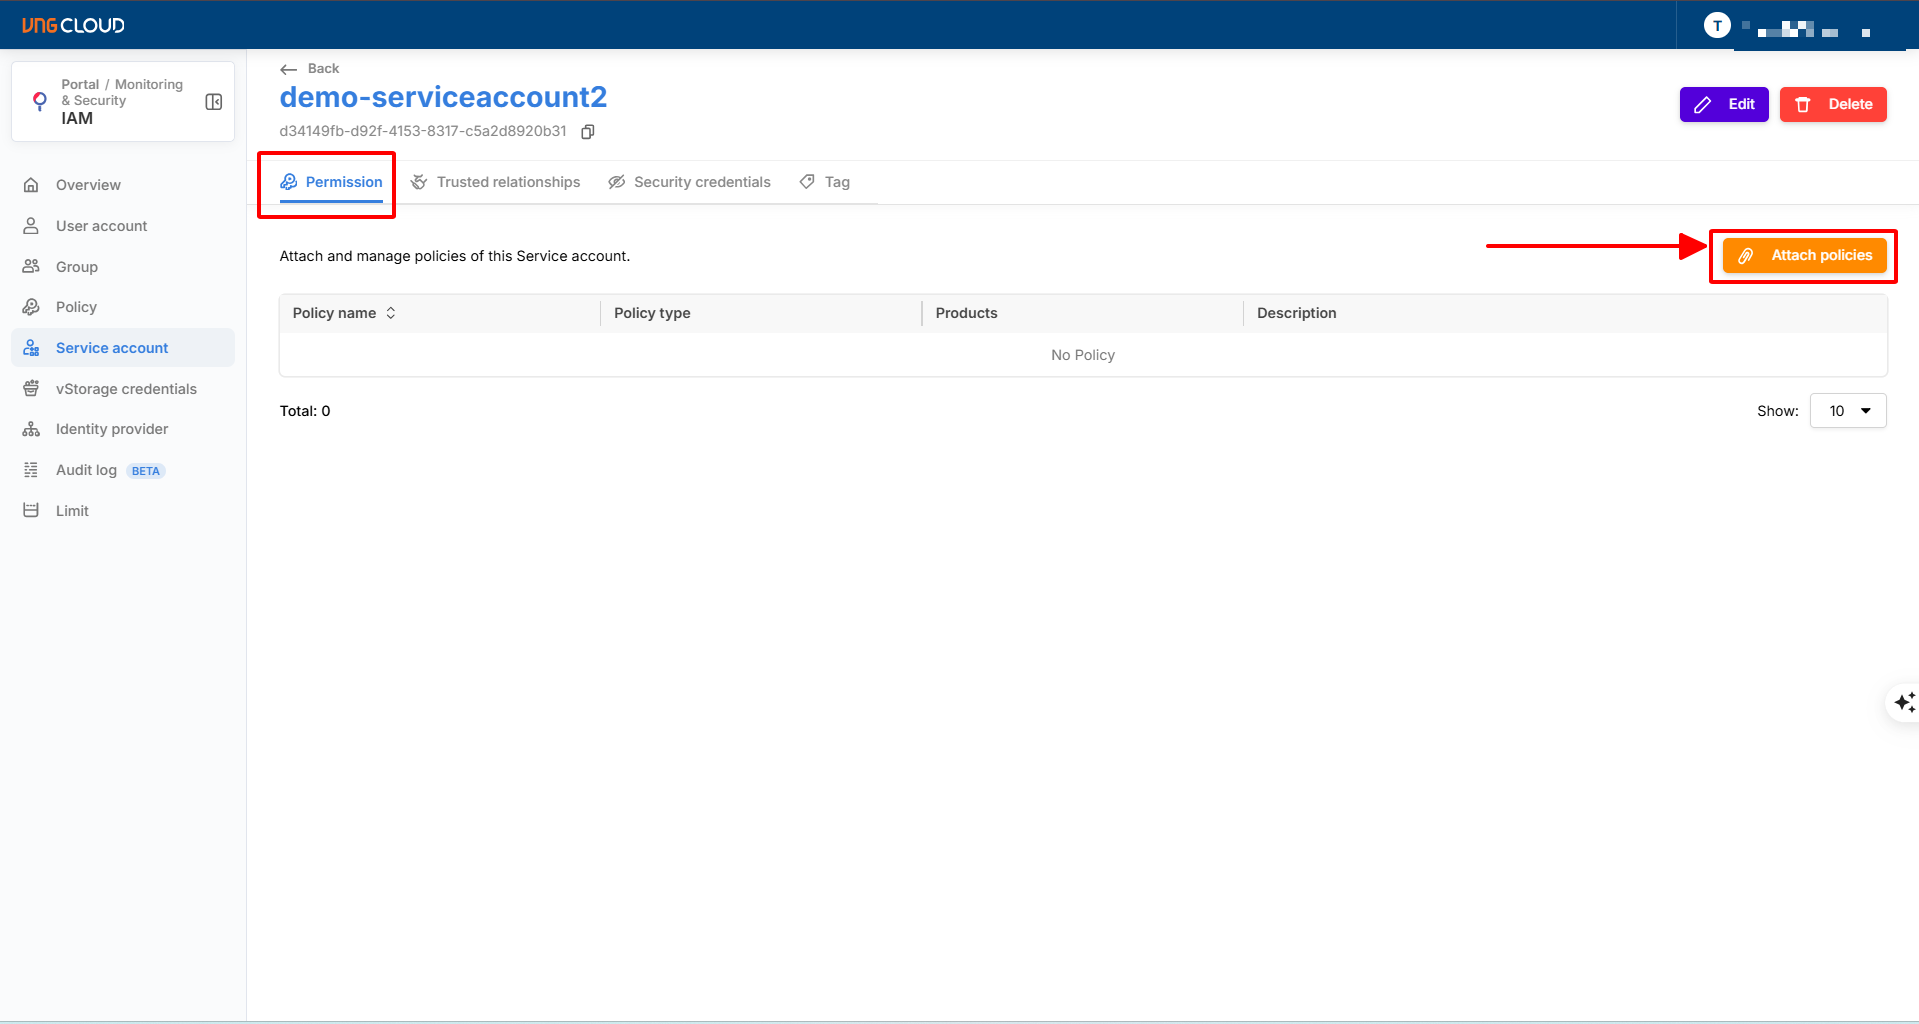 VNG CLOUD
T
Portal / Monitoring
& Security
IAM
Overview
User account
Group
Policy
Service account
vStorage credentials
Identity provider
Audit log BETA
Limit
Back
demo-serviceaccount2
d34149fb-d92f-4153-8317-c5a2d8920b31
Edit
Delete
Permission
Trusted relationships
Security credentials
Tag
Attach and manage policies of this Service account.
Attach policies
Policy name
Policy type
Products
Description
No Policy
Total: 0
Show: 10